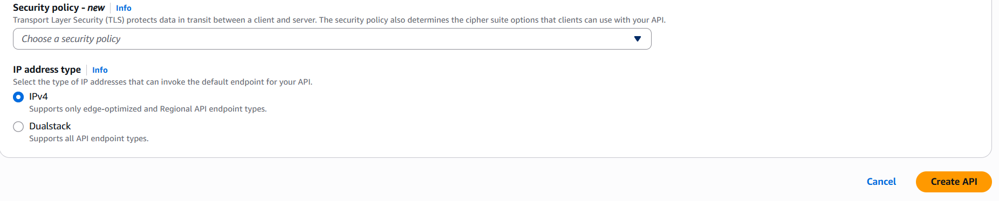 Security policy - new Info
Transport Layer Security (TLS) protects data in transit between a client and server. The security policy also determines the cipher suite options that clients can use with your API.
Choose a security policy
IP address type Info
Select the type of IP addresses that can invoke the default endpoint for your API.
IPv4
Supports only edge-optimized and Regional API endpoint types.
Dualstack
Supports all API endpoint types.
Cancel Create API